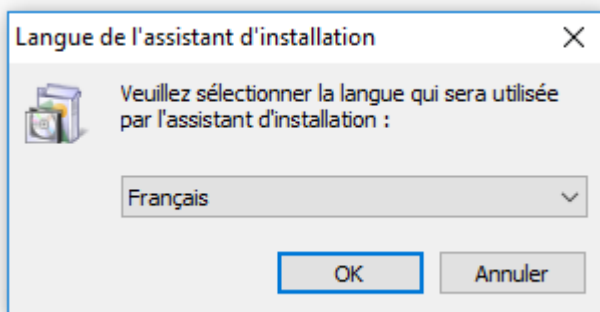 Langue de l'assistant d'installation
Veuillez sélectionner la langue qui sera utilisée
par l'assistant d'installation :
Français
OK
Annuler